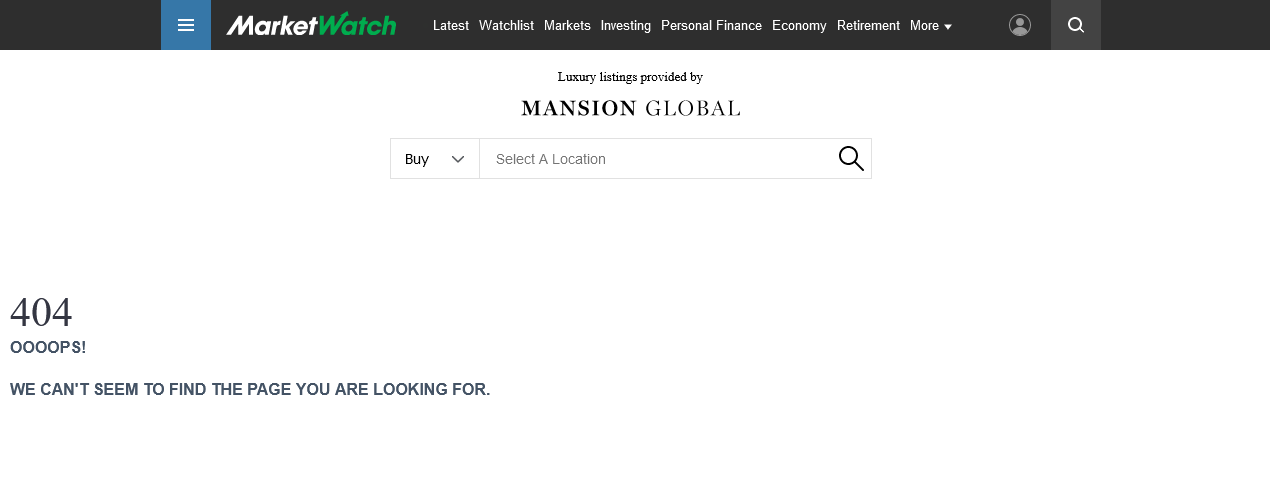 MarketWatch Latest Watchlist Markets Investing Personal Finance Economy Retirement More
Luxury listings provided by
MANSION GLOBAL
Buy Select A Location
404
OOOOPS!
WE CAN'T SEEM TO FIND THE PAGE YOU ARE LOOKING FOR.